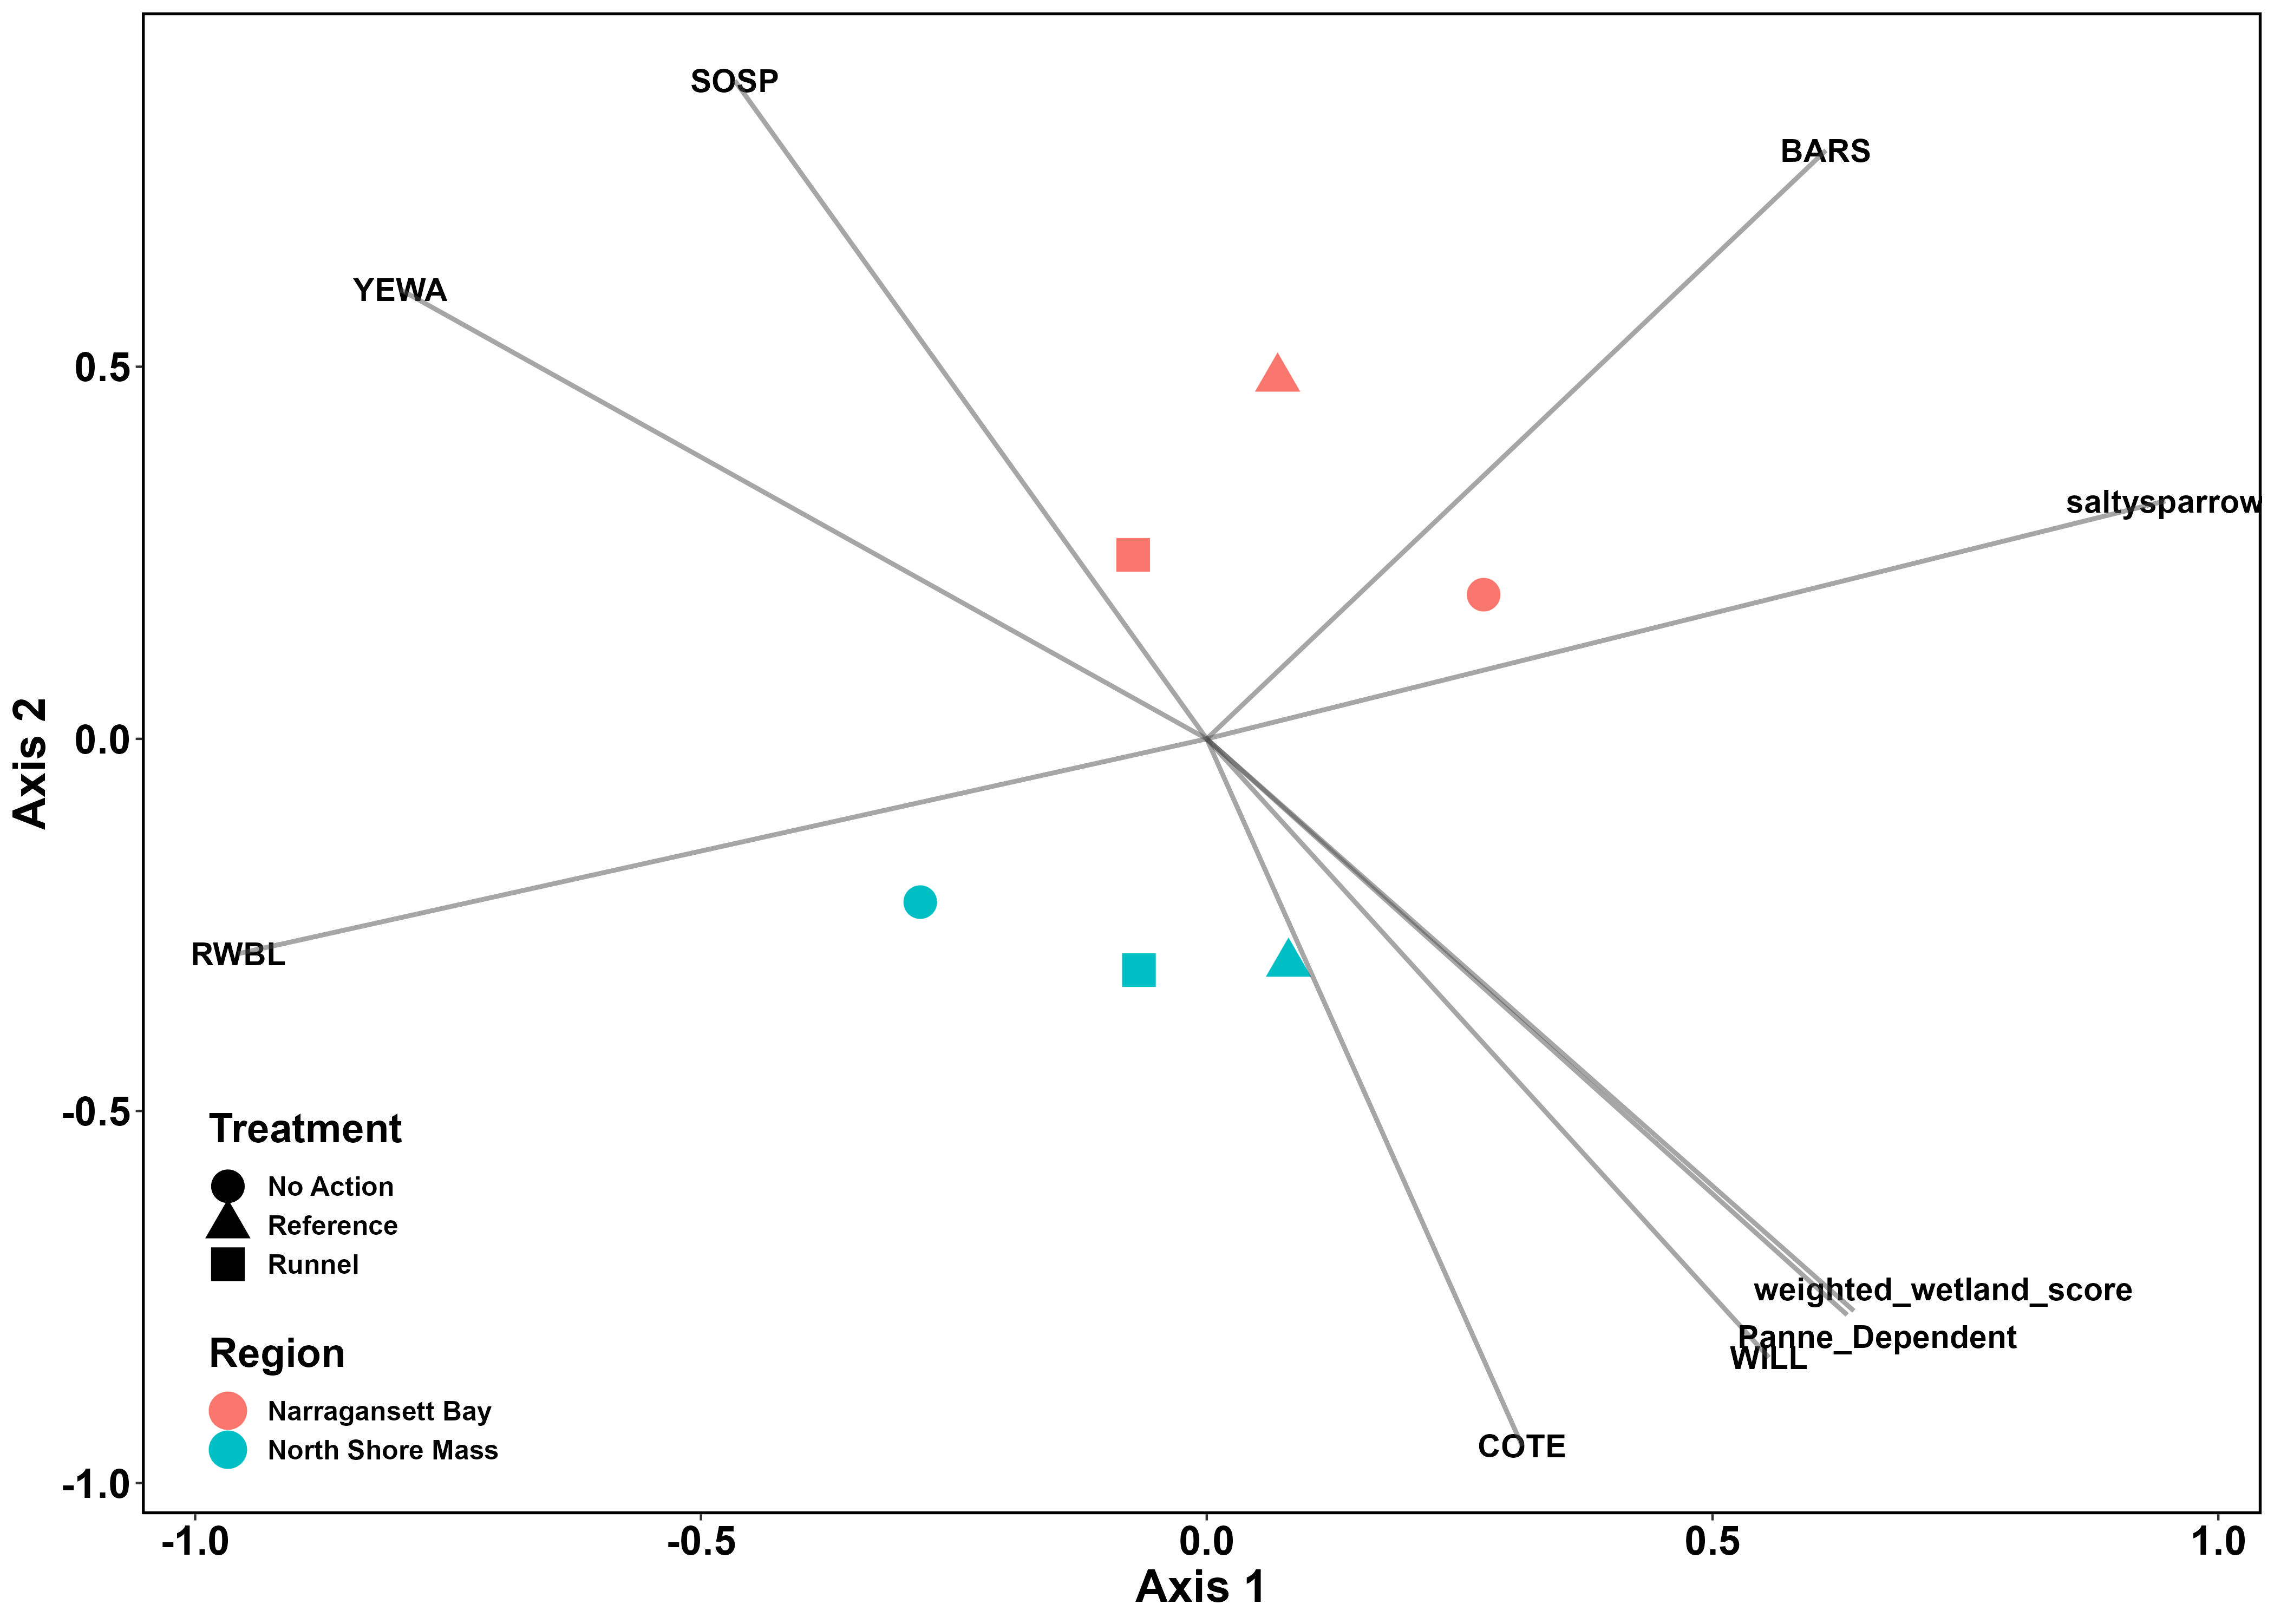 SOSP
BARS
YEWA
0.5
saltysparrow
Axis 2
0.0
RWBL
-0.5
Treatment
No Action
Reference
Runnel
weighted_wetland_score
Panne_Dependent
WILL
Region
Narragansett Bay
COTE
North Shore Mass
-1.0
-1.0 -0.5 0.0 0.5 1.0
Axis 1